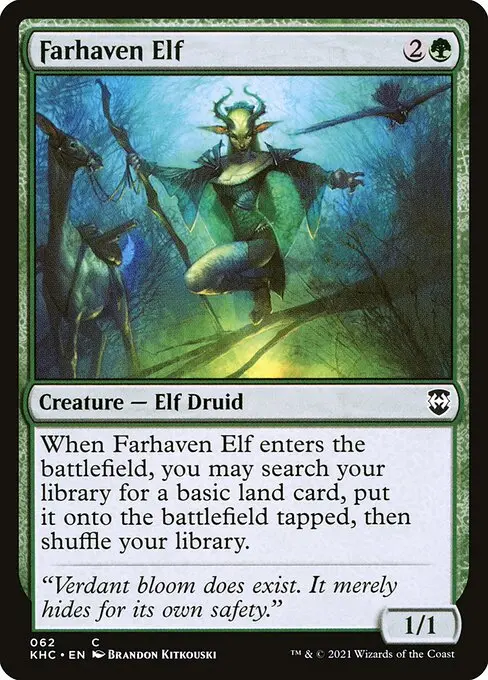 Farhaven Elf 2
Creature — Elf Druid
When Farhaven Elf enters the
battlefield, you may search your
library for a basic land card, put
it onto the battlefield tapped, then
shuffle your library.
“Verdant bloom does exist. It merely
hides for its own safety.”
1/1
062 C
KHC • EN Brandon Kitkouski ™ & © 2021 Wizards of the Coast